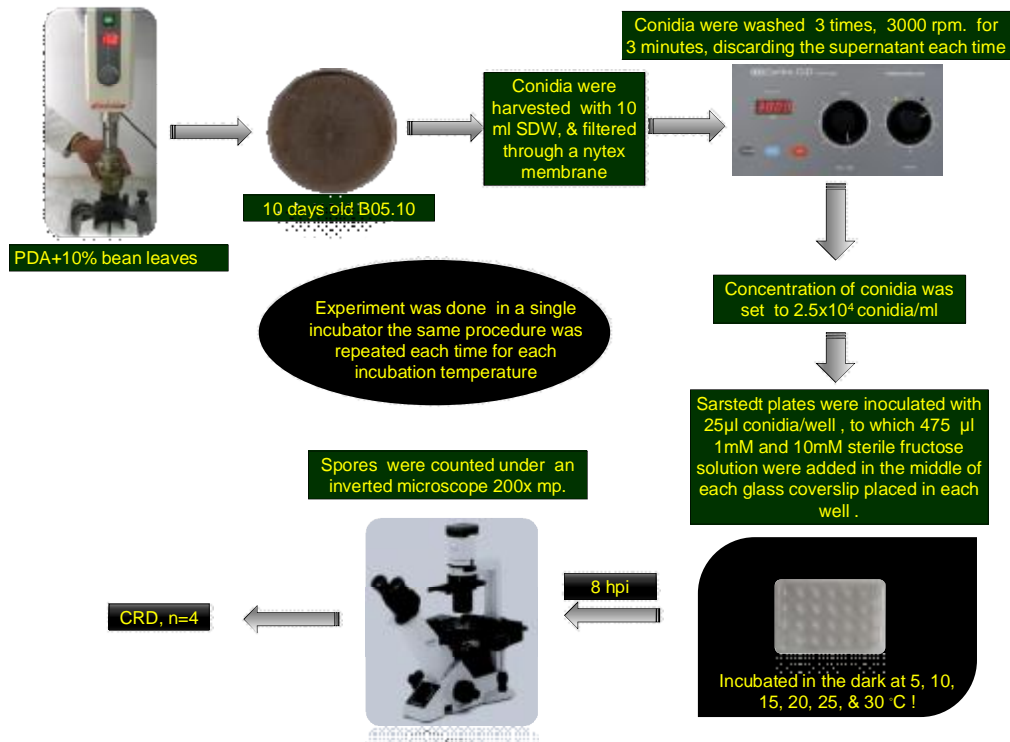 PDA+10% bean leaves
10 days old B05.10
Conidia were
harvested with 10
ml SDW, & filtered
through a nytex
membrane
Conidia were washed 3 times, 3000 rpm. for
3 minutes, discarding the supernatant each time
Concentration of conidia was
set to 2.5x10⁴ conidia/ml
Sarstedt plates were inoculated with
25µl conidia/well , to which 475 µl
1mM and 10mM sterile fructose
solution were added in the middle of
each glass coverslip placed in each
well .
Incubated in the dark at 5, 10,
15, 20, 25, & 30 °C !
8 hpi
Spores were counted under an
inverted microscope 200x mp.
CRD, n=4
Experiment was done in a single
incubator the same procedure was
repeated each time for each
incubation temperature